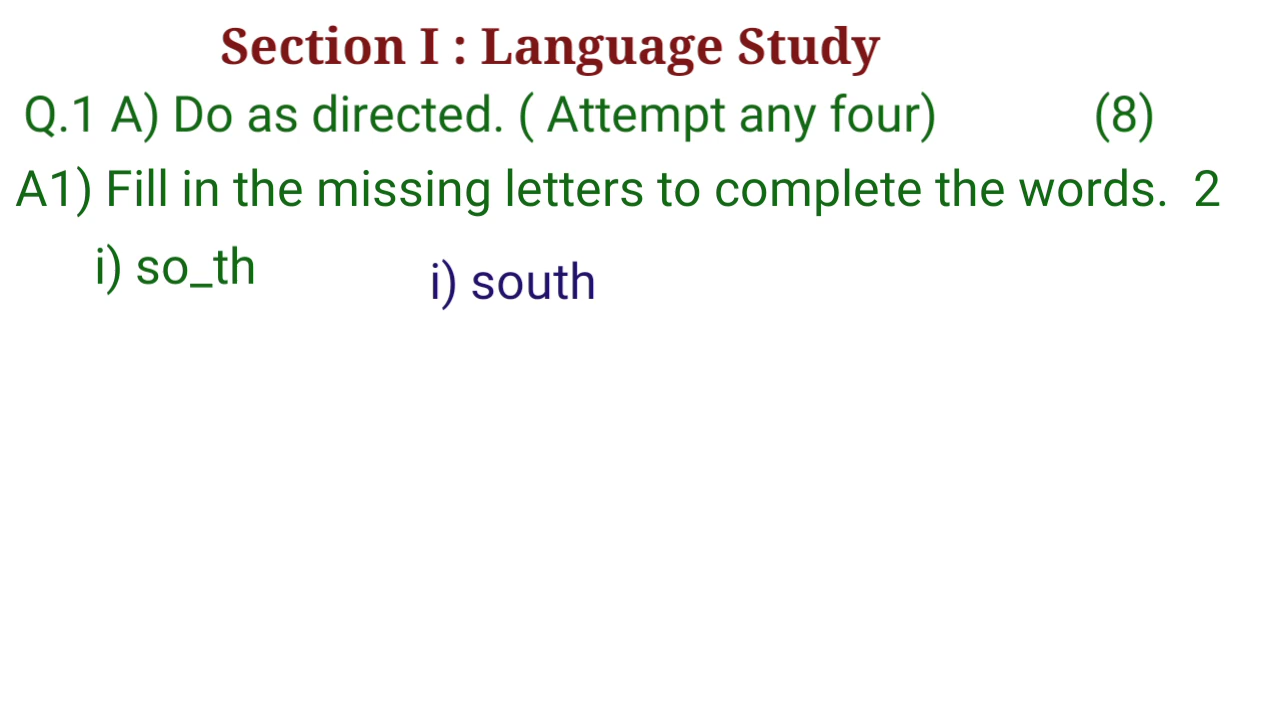 Section I : Language Study
Q.1 A) Do as directed. ( Attempt any four) (8)
A1) Fill in the missing letters to complete the words. 2
i) so_th i) south